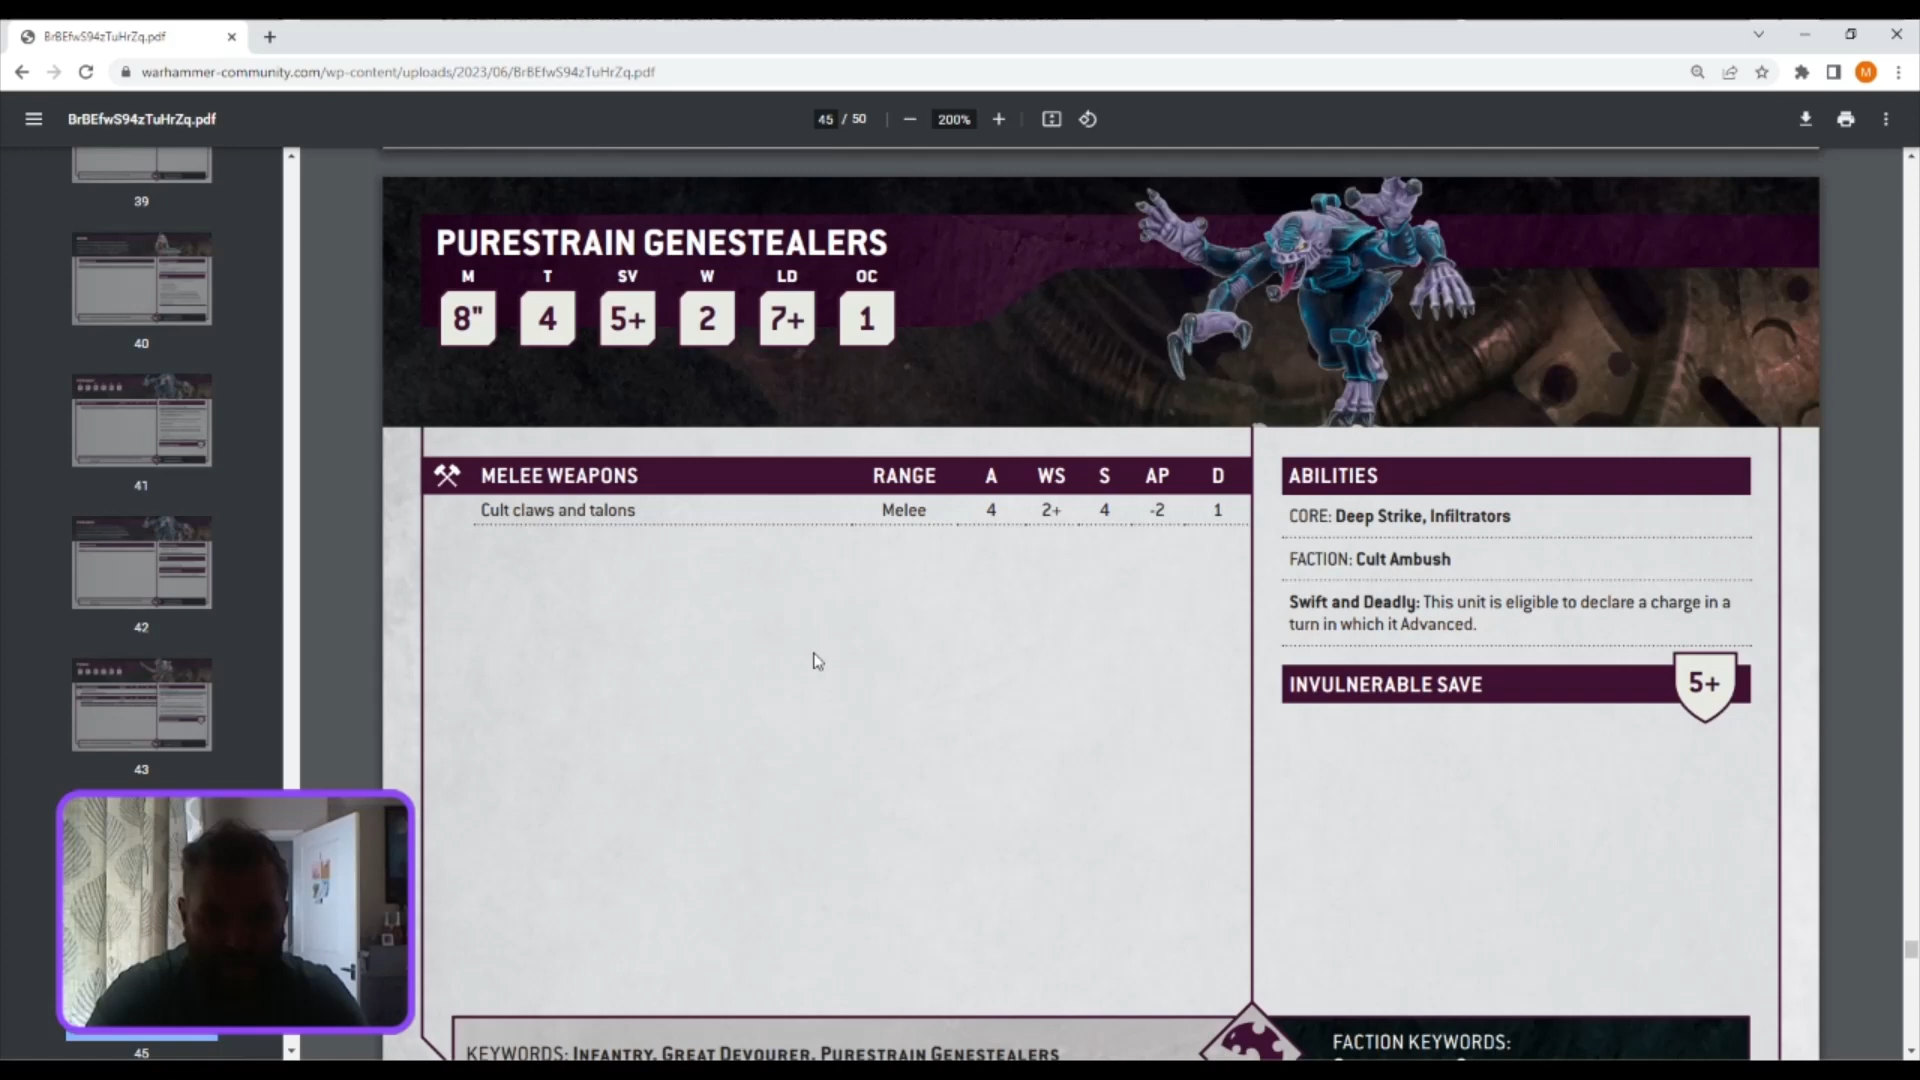 BrBEfwS94zTuHrZq.pdf
warhammer-community.com/wp-content/uploads/2023/06/BrBEfwS94zTuHrZq.pdf
M
BrBEfwS94zTuHrZq.pdf
45 / 50
200%
39
40
41
42
43
45
PURESTRAIN GENESTEALERS
M T SV W LD OC
8" 4 5+ 2 7+ 1
MELEE WEAPONS RANGE A WS S AP D
Cult claws and talons Melee 4 2+ 4 -2 1
ABILITIES
CORE: Deep Strike, Infiltrators
FACTION: Cult Ambush
Swift and Deadly: This unit is eligible to declare a charge in a
turn in which it Advanced.
INVULNERABLE SAVE 5+
KEYWORDS: INFANTRY, GREAT DEVOURER, PURESTRAIN GENESTEALERS
FACTION KEYWORDS: